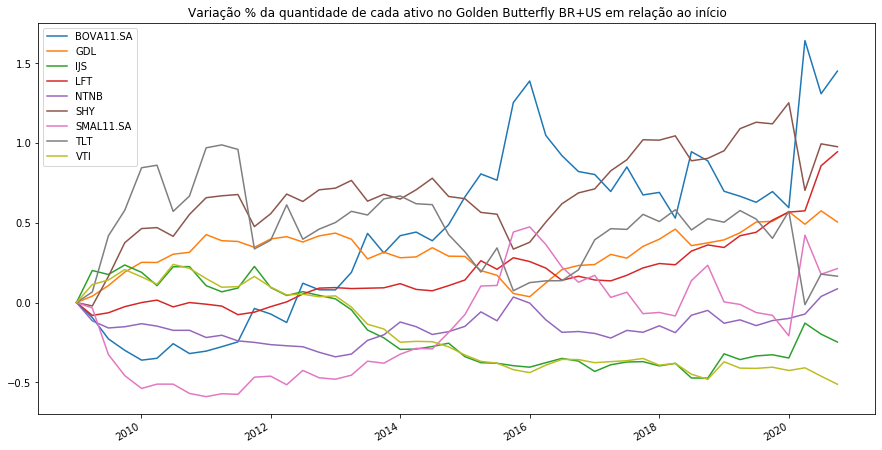 Variação % da quantidade de cada ativo no Golden Butterfly BR+US em relação ao início
BOVA11.SA
GDL
IJS
LFT
NTNB
SHY
SMAL11.SA
TLT
VTI
1.5
1.0
0.5
0.0
−0.5
2010
2012
2014
2016
2018
2020